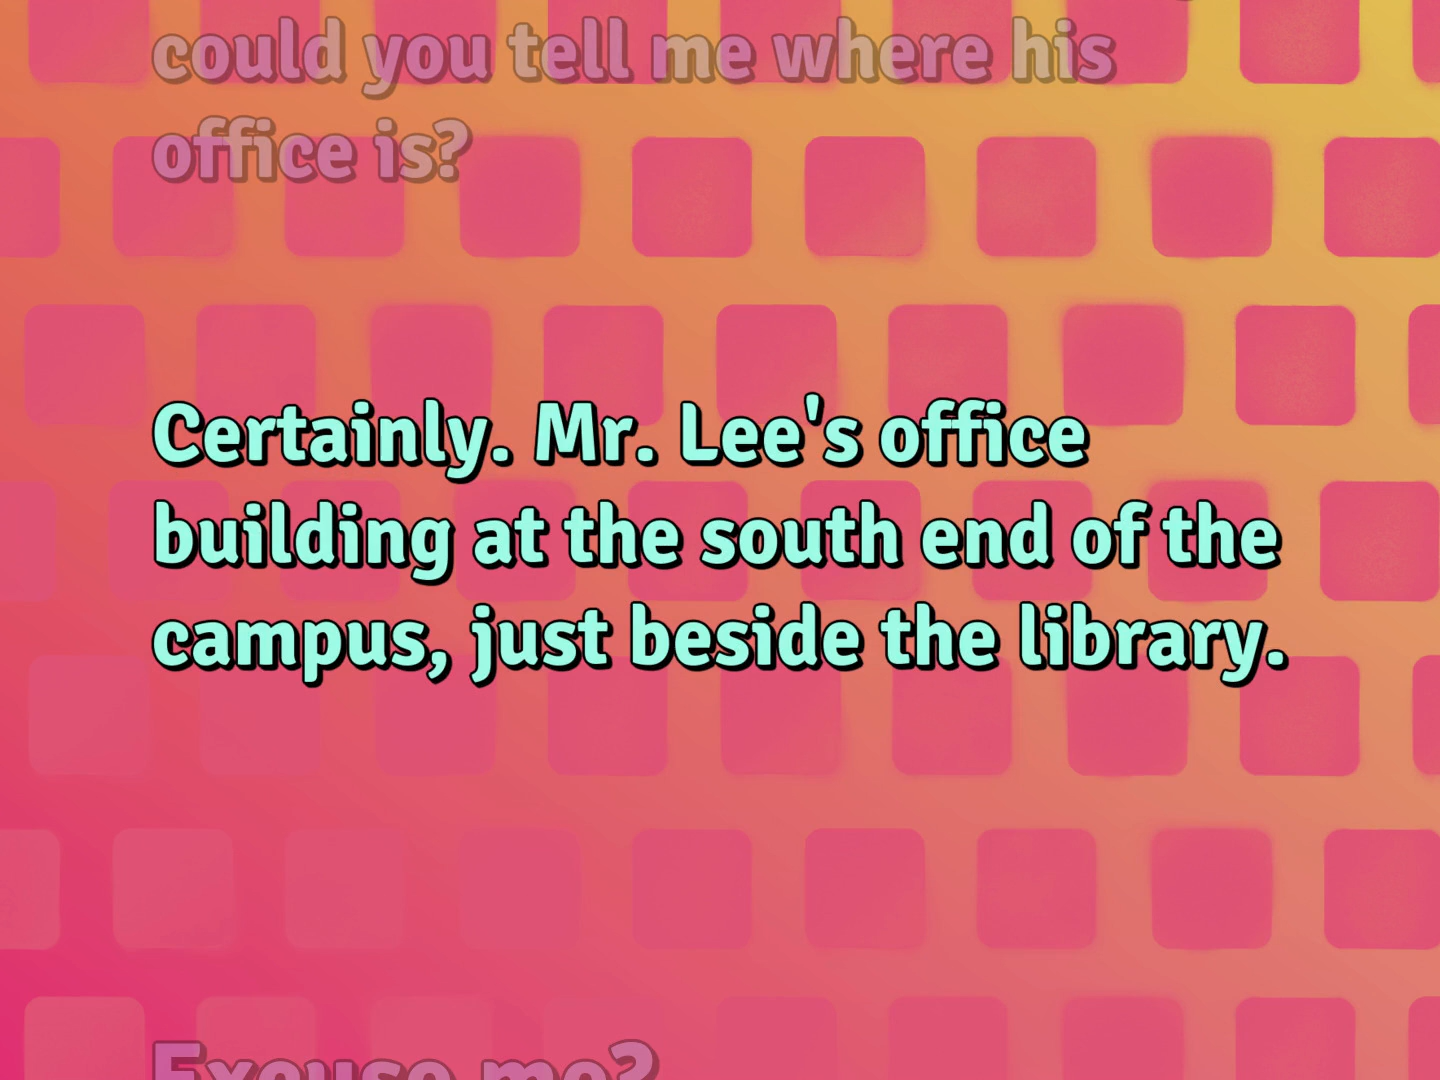 could you tell me where his
office is?
Certainly. Mr. Lee's office
building at the south end of the
campus, just beside the library.
Excuse me?